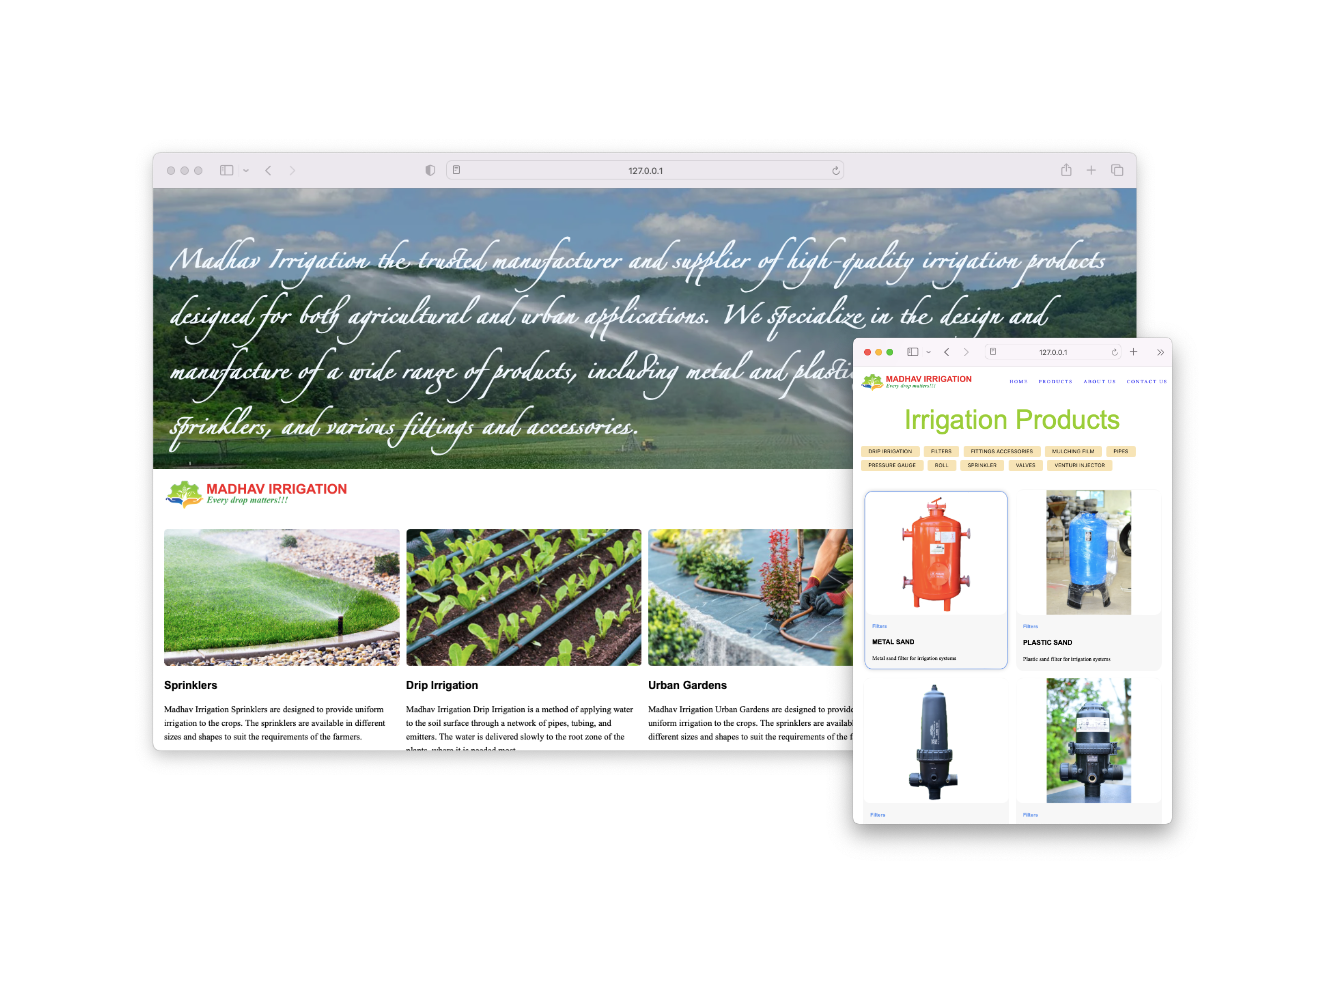 127.0.0.1
Madhav Irrigation the trusted manufacturer and supplier of high-quality irrigation products
designed for both agricultural and urban applications. We specialize in the design and
manufacture of a wide range of products, including metal and plasti
sprinklers, and various fittings and accessories.
MADHAV IRRIGATION
Every drop matters!!!
Sprinklers
Madhav Irrigation Sprinklers are designed to provide uniform
irrigation to the crops. The sprinklers are available in different
sizes and shapes to suit the requirements of the farmers.
Drip Irrigation
Madhav Irrigation Drip Irrigation is a method of applying water
to the soil surface through a network of pipes, tubing, and
emitters. The water is delivered slowly to the root zone of the
plants, where it is needed most.
Urban Gardens
Madhav Irrigation Urban Gardens are designed to provide
uniform irrigation to the crops. The sprinklers are availabl
different sizes and shapes to suit the requirements of the f
127.0.0.1
MADHAV IRRIGATION
Every drop matters!!!
HOME PRODUCTS ABOUT US CONTACT US
Irrigation Products
DRIP IRRIGATION FILTERS FITTINGS ACCESSORIES MULCHING FILM PIPES
PRESSURE GAUGE ROLL SPRINKLER VALVES VENTURI INJECTOR
Filters
METAL SAND
Metal sand filter for irrigation systems
Filters
PLASTIC SAND
Plastic sand filter for irrigation systems
Filters
Filters